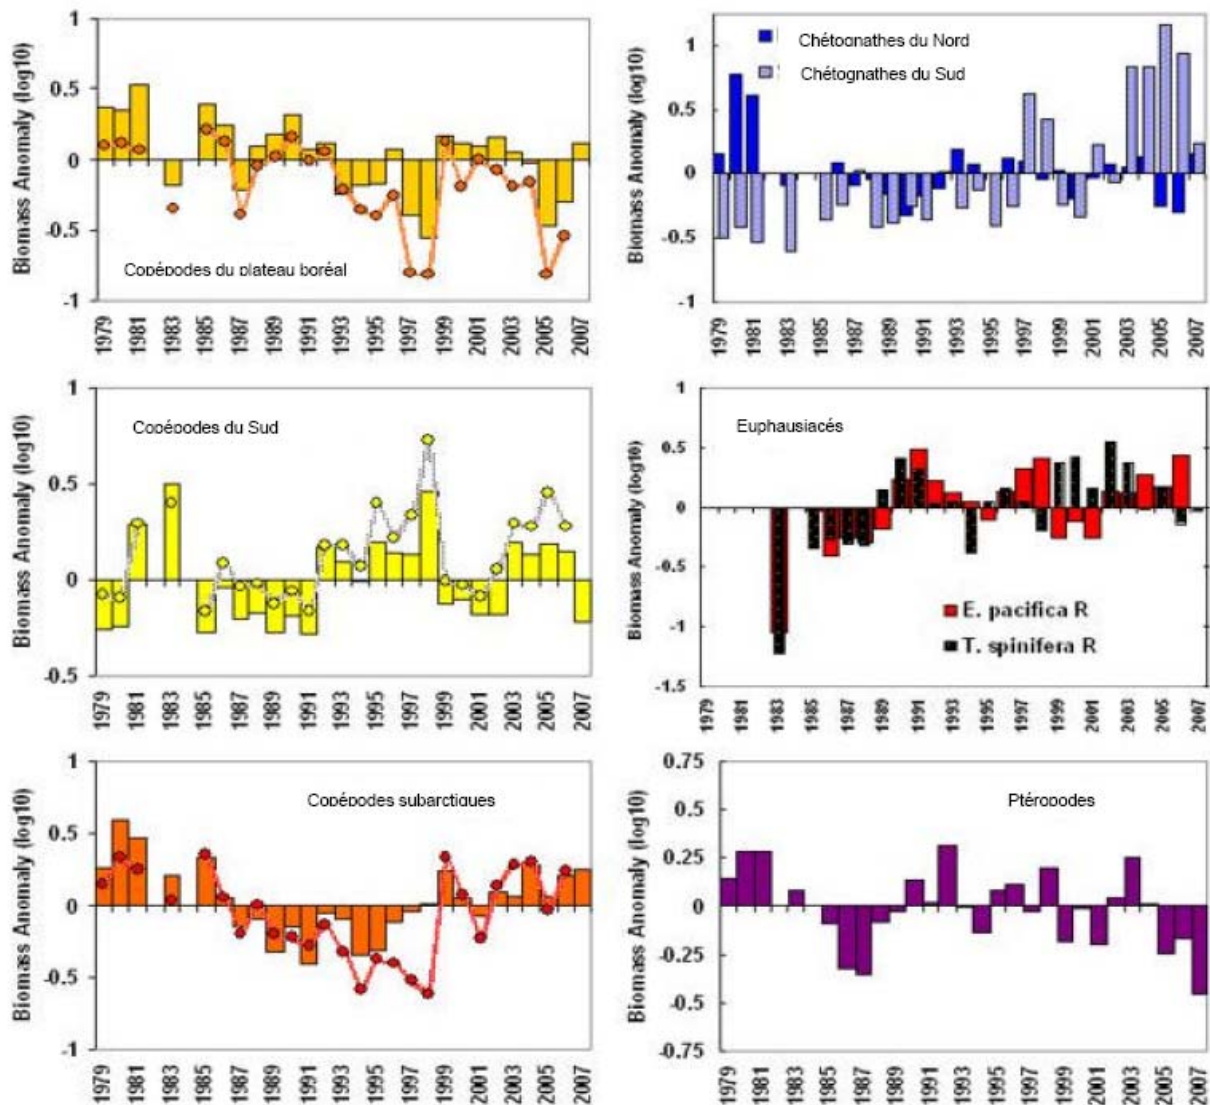 Biomass Anomaly (log10)
1
0.5
0
-0.5
-1
Copépodes du plateau boréal
1979 1981 1983 1985 1987 1989 1991 1993 1995 1997 1999 2001 2003 2005 2007
Biomass Anomaly (log10)
1
0.5
0
-0.5
-1
Chétognathes du Nord
Chétognathes du Sud
1979 1981 1983 1985 1987 1989 1991 1993 1995 1997 1999 2001 2003 2005 2007
Biomass Anomaly (log10)
1
0.5
0
-0.5
Copépodes du Sud
1979 1981 1983 1985 1987 1989 1991 1993 1995 1997 1999 2001 2003 2005 2007
Biomass Anomaly (log10)
1
0.5
0
-0.5
-1
-1.5
Euphausiacés
E. pacifica R
T. spinifera R
1979 1981 1983 1985 1987 1989 1991 1993 1995 1997 1999 2001 2003 2005 2007
Biomass Anomaly (log10)
1
0.5
0
-0.5
-1
Copépodes subarctiques
1979 1981 1983 1985 1987 1989 1991 1993 1995 1997 1999 2001 2003 2005 2007
Biomass Anomaly (log10)
0.75
0.5
0.25
0
-0.25
-0.5
-0.75
Ptéropodes
1979 1981 1983 1985 1987 1989 1991 1993 1995 1997 1999 2001 2003 2005 2007